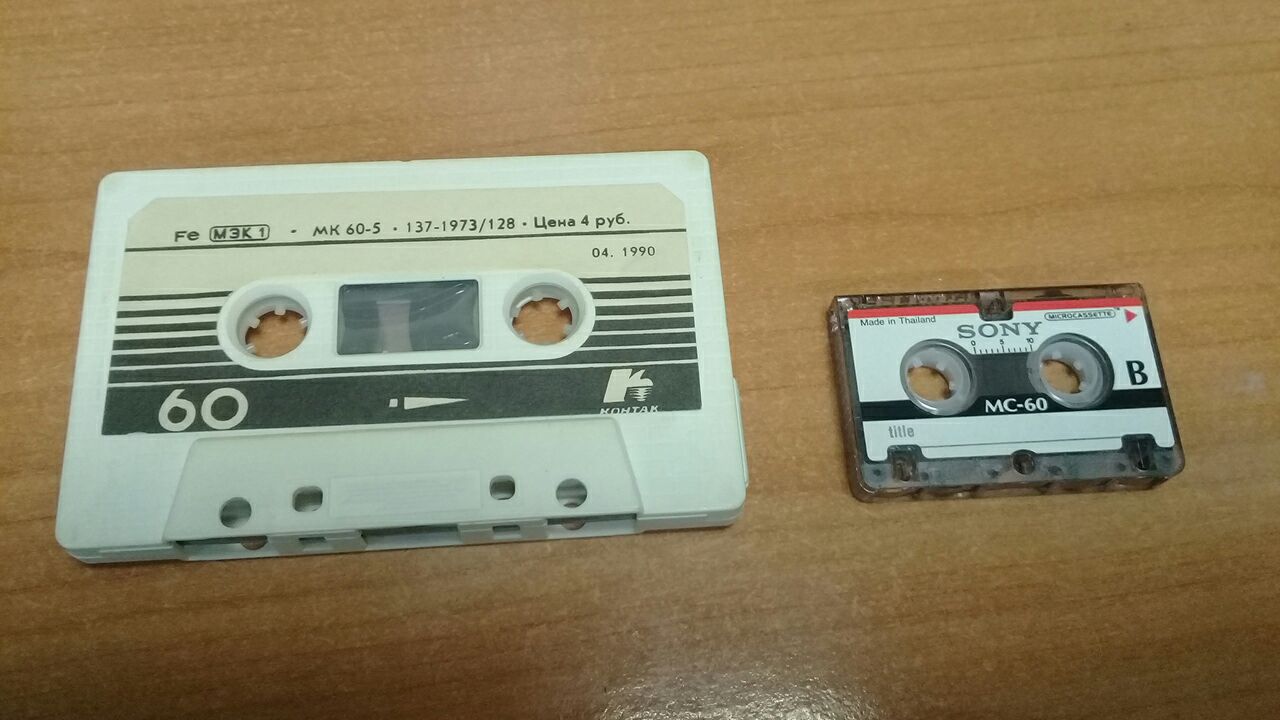 Fe МЭК 1 · МК 60-5 · 137-1973/128 · Цена 4 руб.
04. 1990
60
КОНТАК
Made in Thailand
MICROCASSETTE
SONY
0 5 10
B
MC-60
title